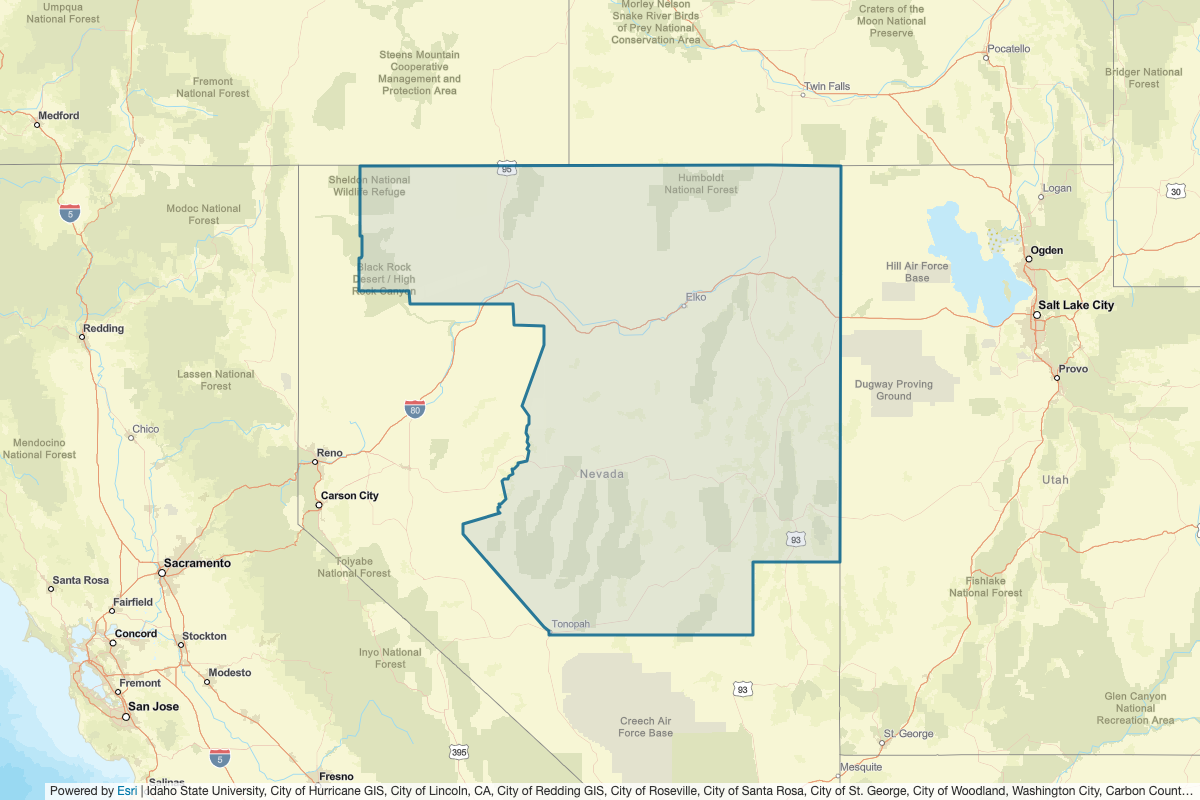 Umpqua
National Forest
Morley Nelson
Snake River Birds
of Prey National
Conservation Area
Craters of the
Moon National
Preserve
Pocatello
Steens Mountain
Cooperative
Management and
Protection Area
Bridger National
Forest
Fremont
National Forest
Twin Falls
Medford
95
Sheldon National
Wildlife Refuge
Humboldt
National Forest
Logan
30
5
Modoc National
Forest
Ogden
Black Rock
Desert / High
Rock Canyon
Hill Air Force
Base
Elko
Salt Lake City
Redding
Provo
Lassen National
Forest
Dugway Proving
Ground
80
Chico
Mendocino
National Forest
Reno
Nevada
Utah
Carson City
93
Sacramento
Toiyabe
National Forest
Santa Rosa
Fishlake
National Forest
Fairfield
Tonopah
Concord
Stockton
Inyo National
Forest
Modesto
Fremont
93
Glen Canyon
National
Recreation Area
San Jose
Creech Air
Force Base
St. George
5
395
Mesquite
Salinas
Fresno
Powered by Esri | Idaho State University, City of Hurricane GIS, City of Lincoln, CA, City of Redding GIS, City of Roseville, City of Santa Rosa, City of St. George, City of Woodland, Washington City, Carbon Count…